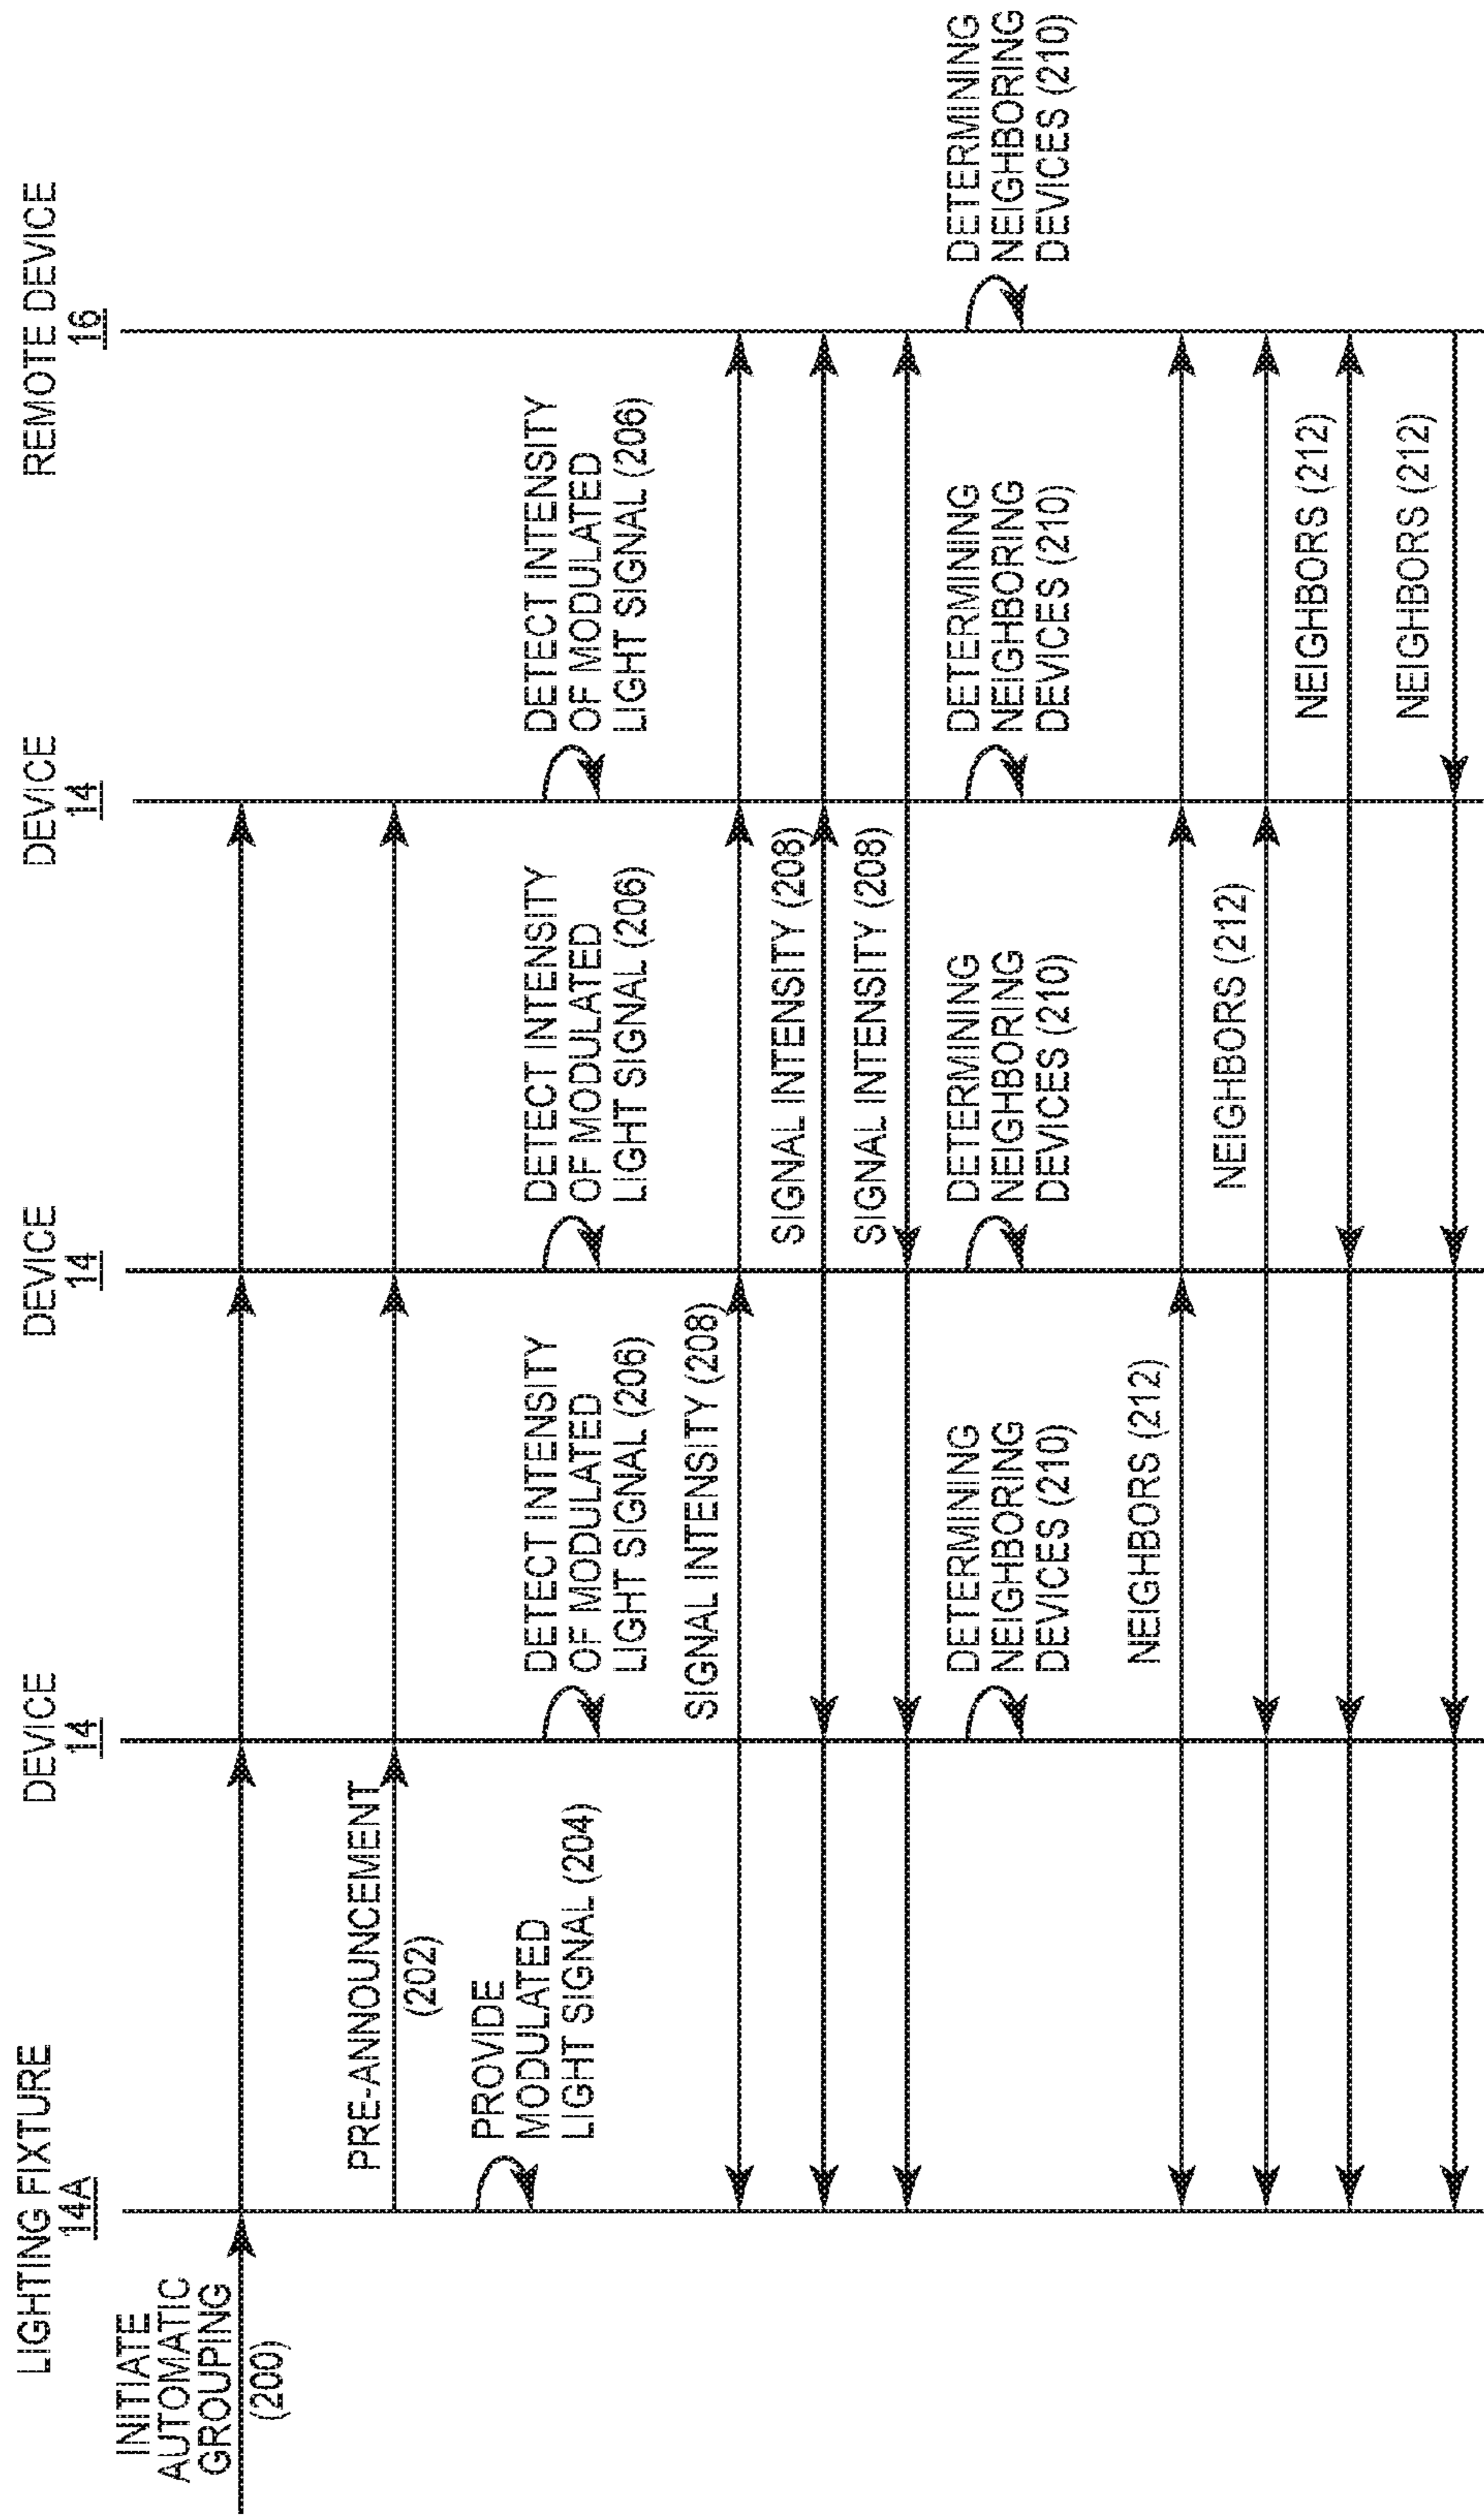 LIGHTING FIXTURE
14A
DEVICE
14
DEVICE
14
DEVICE
14
REMOTE DEVICE
16
INITIATE
AUTOMATIC
GROUPING
(200)
PRE-ANNOUNCEMENT
(202)
PROVIDE
MODULATED
LIGHT SIGNAL (204)
DETECT INTENSITY
OF MODULATED
LIGHT SIGNAL (206)
DETECT INTENSITY
OF MODULATED
LIGHT SIGNAL (206)
DETECT INTENSITY
OF MODULATED
LIGHT SIGNAL (206)
SIGNAL INTENSITY (208)
SIGNAL INTENSITY (208)
SIGNAL INTENSITY (208)
DETERMINING
NEIGHBORING
DEVICES (210)
DETERMINING
NEIGHBORING
DEVICES (210)
DETERMINING
NEIGHBORING
DEVICES (210)
DETERMINING
NEIGHBORING
DEVICES (210)
NEIGHBORS (212)
NEIGHBORS (212)
NEIGHBORS (212)
NEIGHBORS (212)